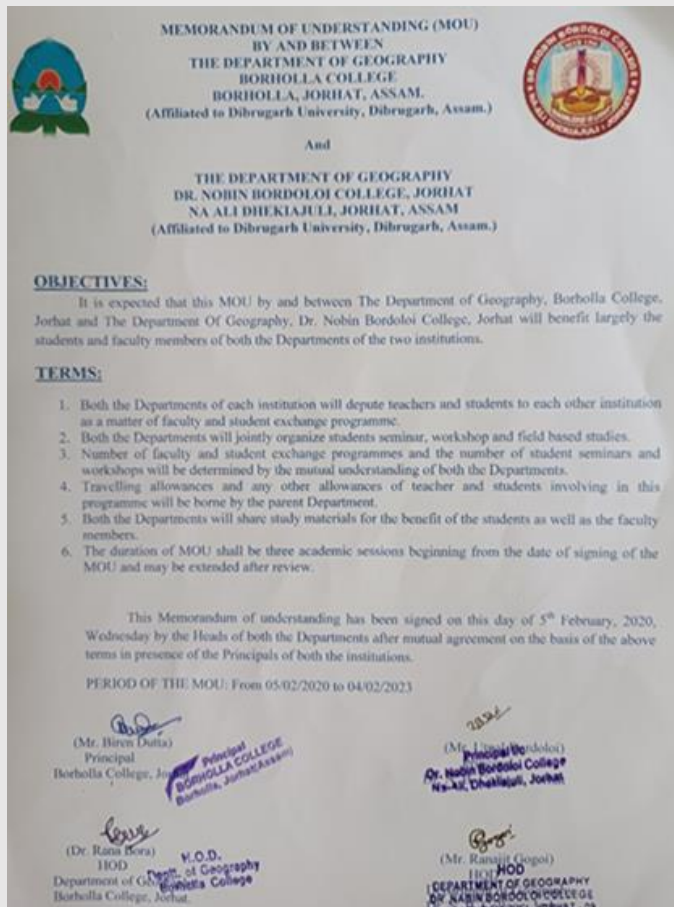 MEMORANDUM OF UNDERSTANDING (MOU)
BY AND BETWEEN
THE DEPARTMENT OF GEOGRAPHY
BORHOLLA COLLEGE
BORHOLLA, JORHAT, ASSAM.
(Affiliated to Dibrugarh University, Dibrugarh, Assam.)
And
THE DEPARTMENT OF GEOGRAPHY
DR. NOBIN BORDOLOI COLLEGE, JORHAT
NA ALI DHEKIAJULI, JORHAT, ASSAM
(Affiliated to Dibrugarh University, Dibrugarh, Assam.)
OBJECTIVES:
It is expected that this MOU by and between The Department of Geography, Borholla College,
Jorhat and The Department Of Geography, Dr. Nobin Bordoloi College, Jorhat will benefit largely the
students and faculty members of both the Departments of the two institutions.
TERMS:
1. Both the Departments of each institution will depute teachers and students to each other institution
as a matter of faculty and student exchange programme.
2. Both the Departments will jointly organize students seminar, workshop and field based studies.
3. Number of faculty and student exchange programmes and the number of student seminars and
workshops will be determined by the mutual understanding of both the Departments.
4. Travelling allowances and any other allowances of teacher and students involving in this
programme will be borne by the parent Department.
5. Both the Departments will share study materials for the benefit of the students as well as the faculty
members.
6. The duration of MOU shall be three academic sessions beginning from the date of signing of the
MOU and may be extended after review.
This Memorandum of understanding has been signed on this day of 5th February, 2020,
Wednesday by the Heads of both the Departments after mutual agreement on the basis of the above
terms in presence of the Principals of both the institutions.
PERIOD OF THE MOU: From 05/02/2020 to 04/02/2023
(Mr. Biren Dutta)
Principal
Borholla College,
Principal
BORHOLLA COLLEGE
Borholla, Jorhat(Assam)
Bordoloi)
Principal
Dr. Nobin Bordoloi College
Na-Ali, Dhekiajuli, Jorhat
(Dr. Rana Bora)
HOD
Department of
Borholla College, Jorhat.
H.O.D.
Deptt. of Geography
Borholla College
(Mr. Ranajit Gogoi)
HOD
HOD
DEPARTMENT OF GEOGRAPHY
DR NABIN BORDOLOI COLLEGE